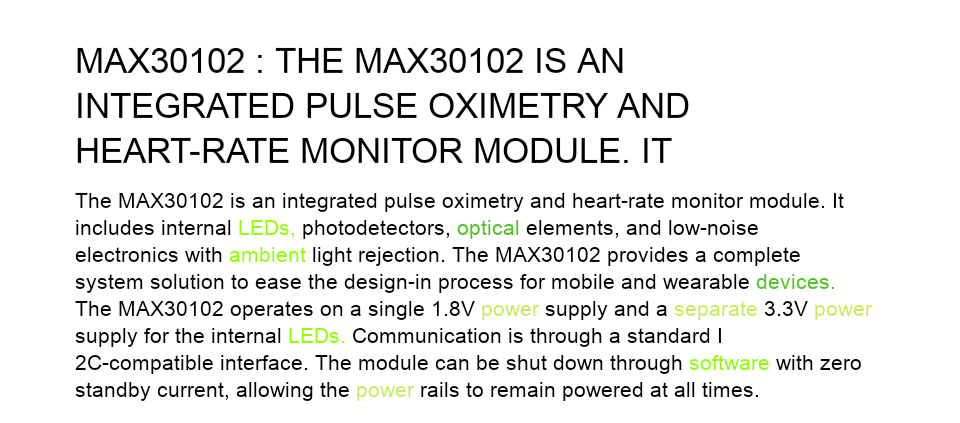 MAX30102 : THE MAX30102 IS AN
INTEGRATED PULSE OXIMETRY AND
HEART-RATE MONITOR MODULE. IT
The MAX30102 is an integrated pulse oximetry and heart-rate monitor module. It
includes internal LEDs, photodetectors, optical elements, and low-noise
electronics with ambient light rejection. The MAX30102 provides a complete
system solution to ease the design-in process for mobile and wearable devices.
The MAX30102 operates on a single 1.8V power supply and a separate 3.3V power
supply for the internal LEDs. Communication is through a standard I
2C-compatible interface. The module can be shut down through software with zero
standby current, allowing the power rails to remain powered at all times.